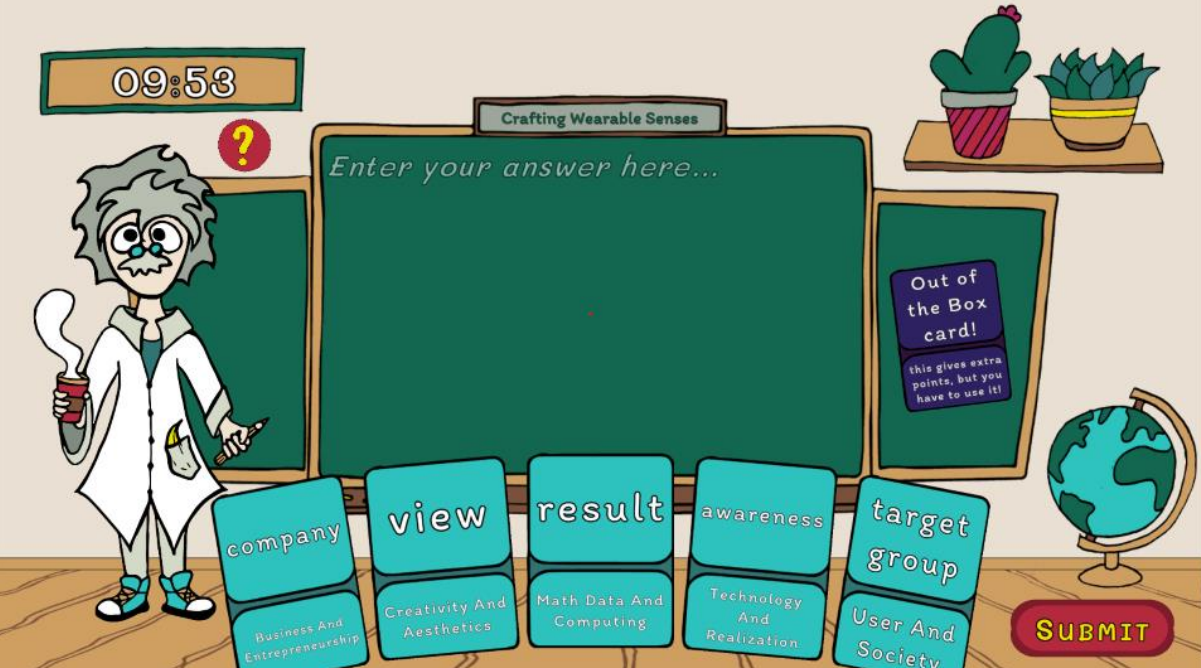 09:53
?
Crafting Wearable Senses
Enter your answer here...
Out of
the Box
card!
this gives extra
points, but you
have to use it!
company
Business And
Entrepreneurship
view
Creativity And
Aesthetics
result
Math Data And
Computing
awareness
Technology
And
Realization
target
group
User And
Society
SUBMIT